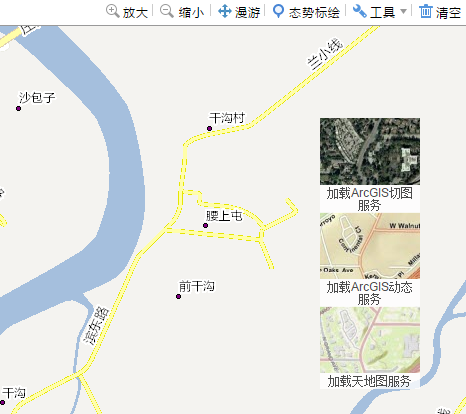 放大 缩小 漫游 态势标绘 工具 清空
兰小线
沙包子
干沟村
加载ArcGIS切图
服务
腰上屯
W Walnut
加载ArcGIS动态
服务
前干沟
滨东路
加载天地图服务
干沟